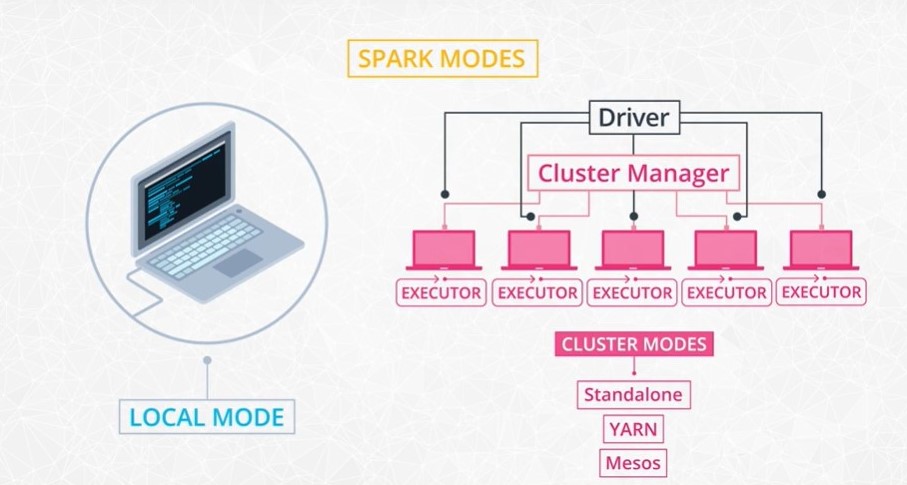 SPARK MODES
Driver
Cluster Manager
EXECUTOR EXECUTOR EXECUTOR EXECUTOR EXECUTOR
CLUSTER MODES
Standalone
YARN
Mesos
LOCAL MODE